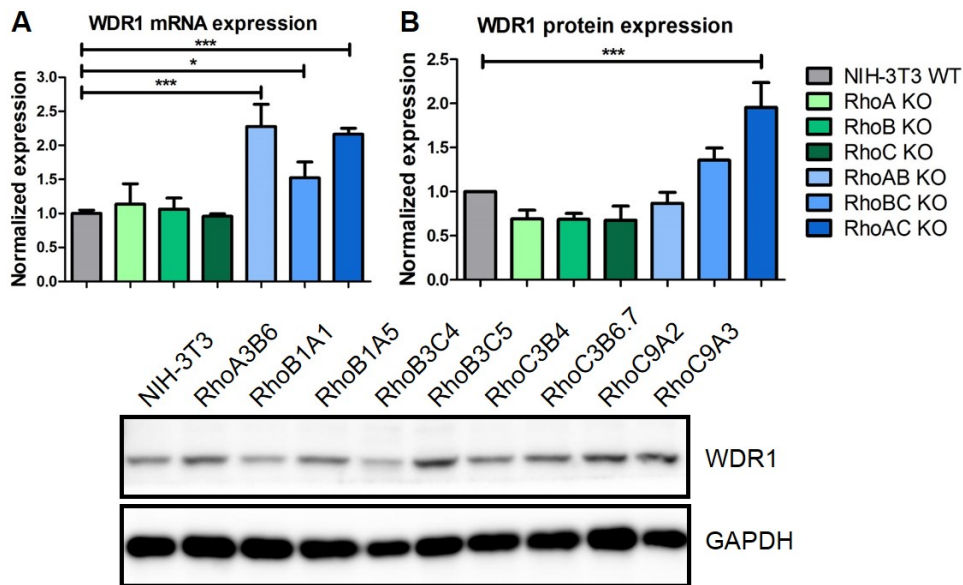 A
WDR1 mRNA expression
***
*
***
Normalized expression
3.0
2.5
2.0
1.5
1.0
0.5
0.0
B
WDR1 protein expression
***
Normalized expression
2.5
2.0
1.5
1.0
0.5
0.0
NIH-3T3 WT
RhoA KO
RhoB KO
RhoC KO
RhoAB KO
RhoBC KO
RhoAC KO
NIH-3T3
RhoA3B6
RhoB1A1
RhoB1A5
RhoB3C4
RhoB3C5
RhoC3B4
RhoC3B6.7
RhoC9A2
RhoC9A3
WDR1
GAPDH